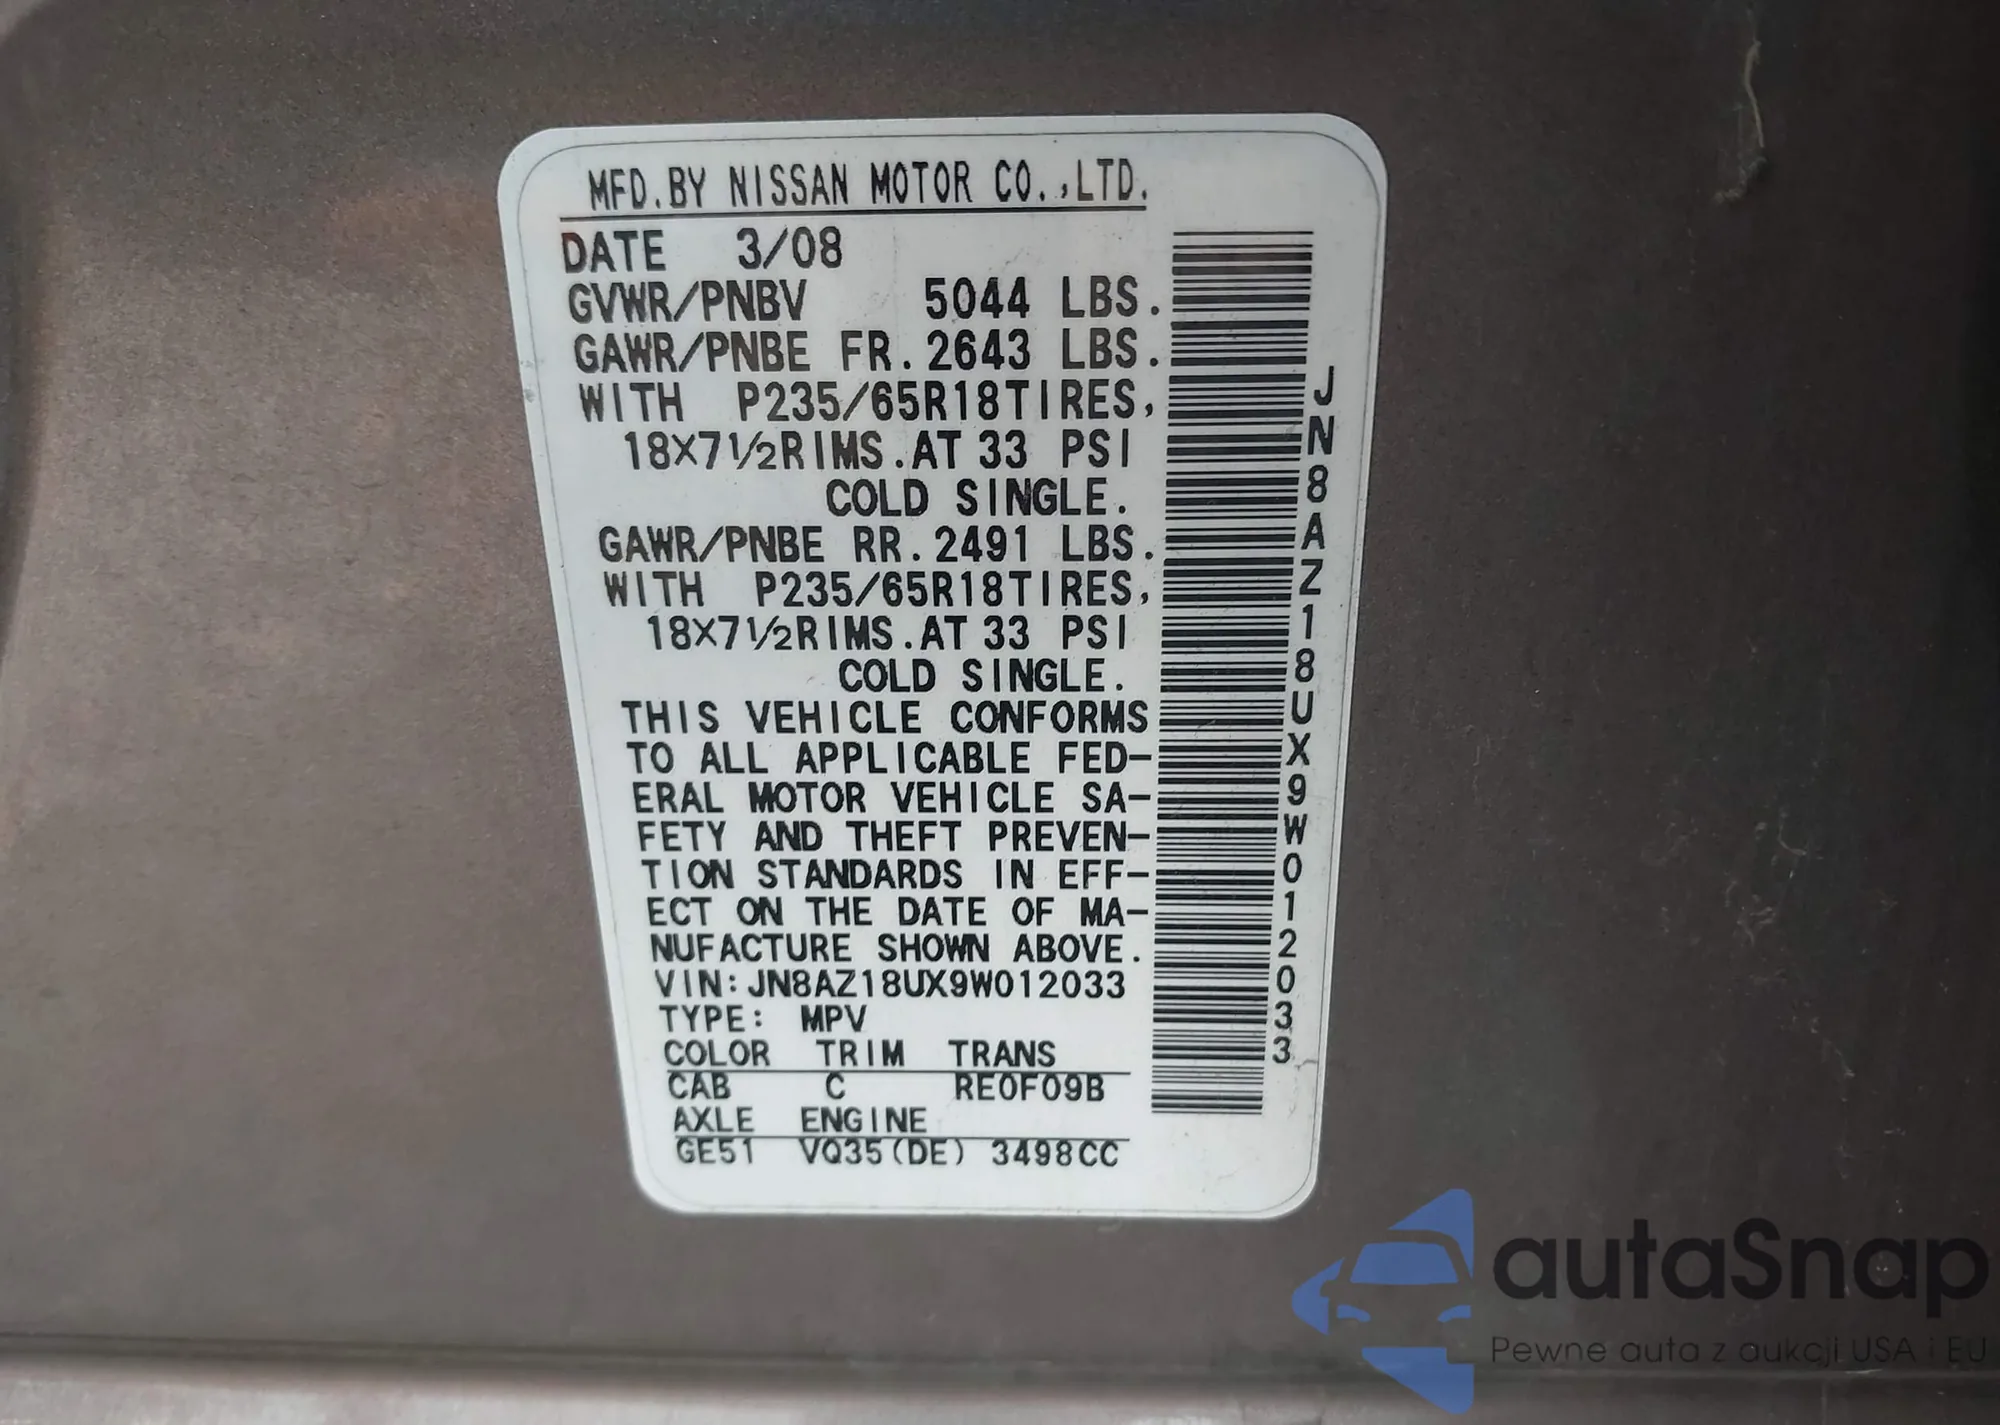 MFD.BY NISSAN MOTOR CO.,LTD.
DATE 3/08
GVWR/PNBV 5044 LBS.
GAWR/PNBE FR.2643 LBS.
WITH P235/65R18TIRES,
18X7½RIMS.AT 33 PSI
COLD SINGLE.
GAWR/PNBE RR.2491 LBS.
WITH P235/65R18TIRES,
18X7½RIMS.AT 33 PSI
COLD SINGLE.
THIS VEHICLE CONFORMS
TO ALL APPLICABLE FED-
ERAL MOTOR VEHICLE SA-
FETY AND THEFT PREVEN-
TION STANDARDS IN EFF-
ECT ON THE DATE OF MA-
NUFACTURE SHOWN ABOVE.
VIN:JN8AZ18UX9W012033
TYPE: MPV
COLOR TRIM TRANS
CAB C RE0F09B
AXLE ENGINE
GE51 VQ35(DE) 3498CC
JN8AZ18UX9W012033
autaSnap
Pewne auta z aukcji USA i EU